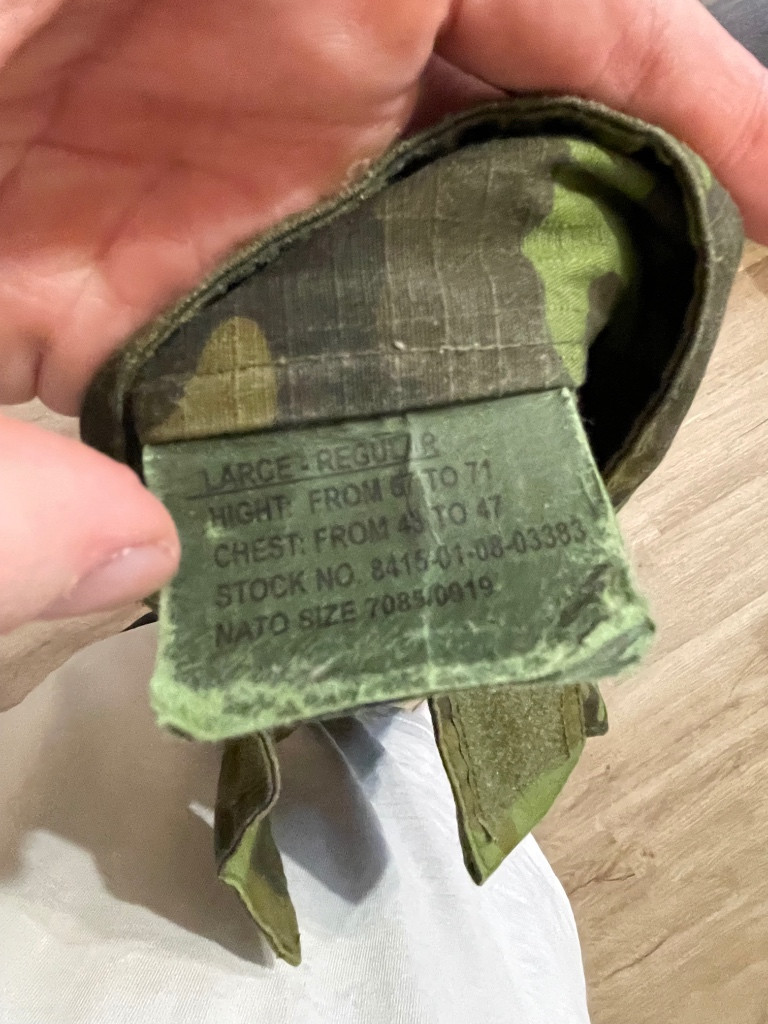 LARGE - REGULAR
HIGHT: FROM 67 TO 71
CHEST: FROM 43 TO 47
STOCK NO. 8415-01-08-03383
NATO SIZE 7085/0919